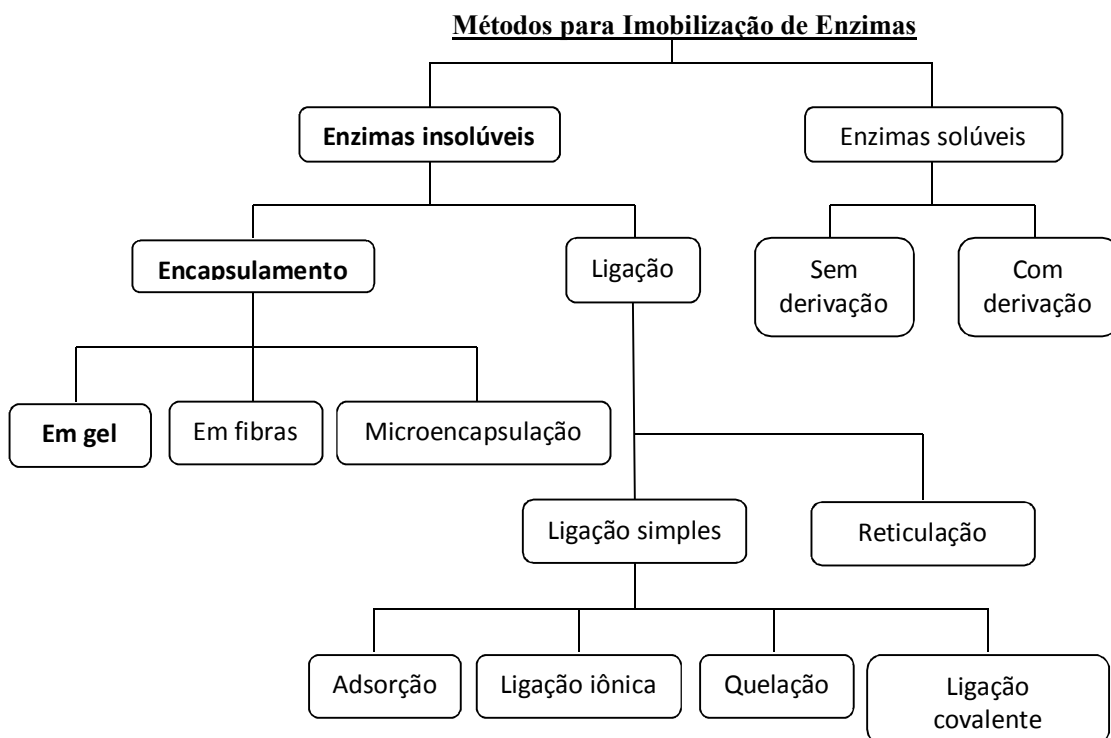 Métodos para Imobilização de Enzimas
Enzimas insolúveis
Enzimas solúveis
Encapsulamento
Ligação
Sem
derivação
Com
derivação
Em gel
Em fibras
Microencapsulação
Ligação simples
Reticulação
Adsorção
Ligação iônica
Quelação
Ligação
covalente